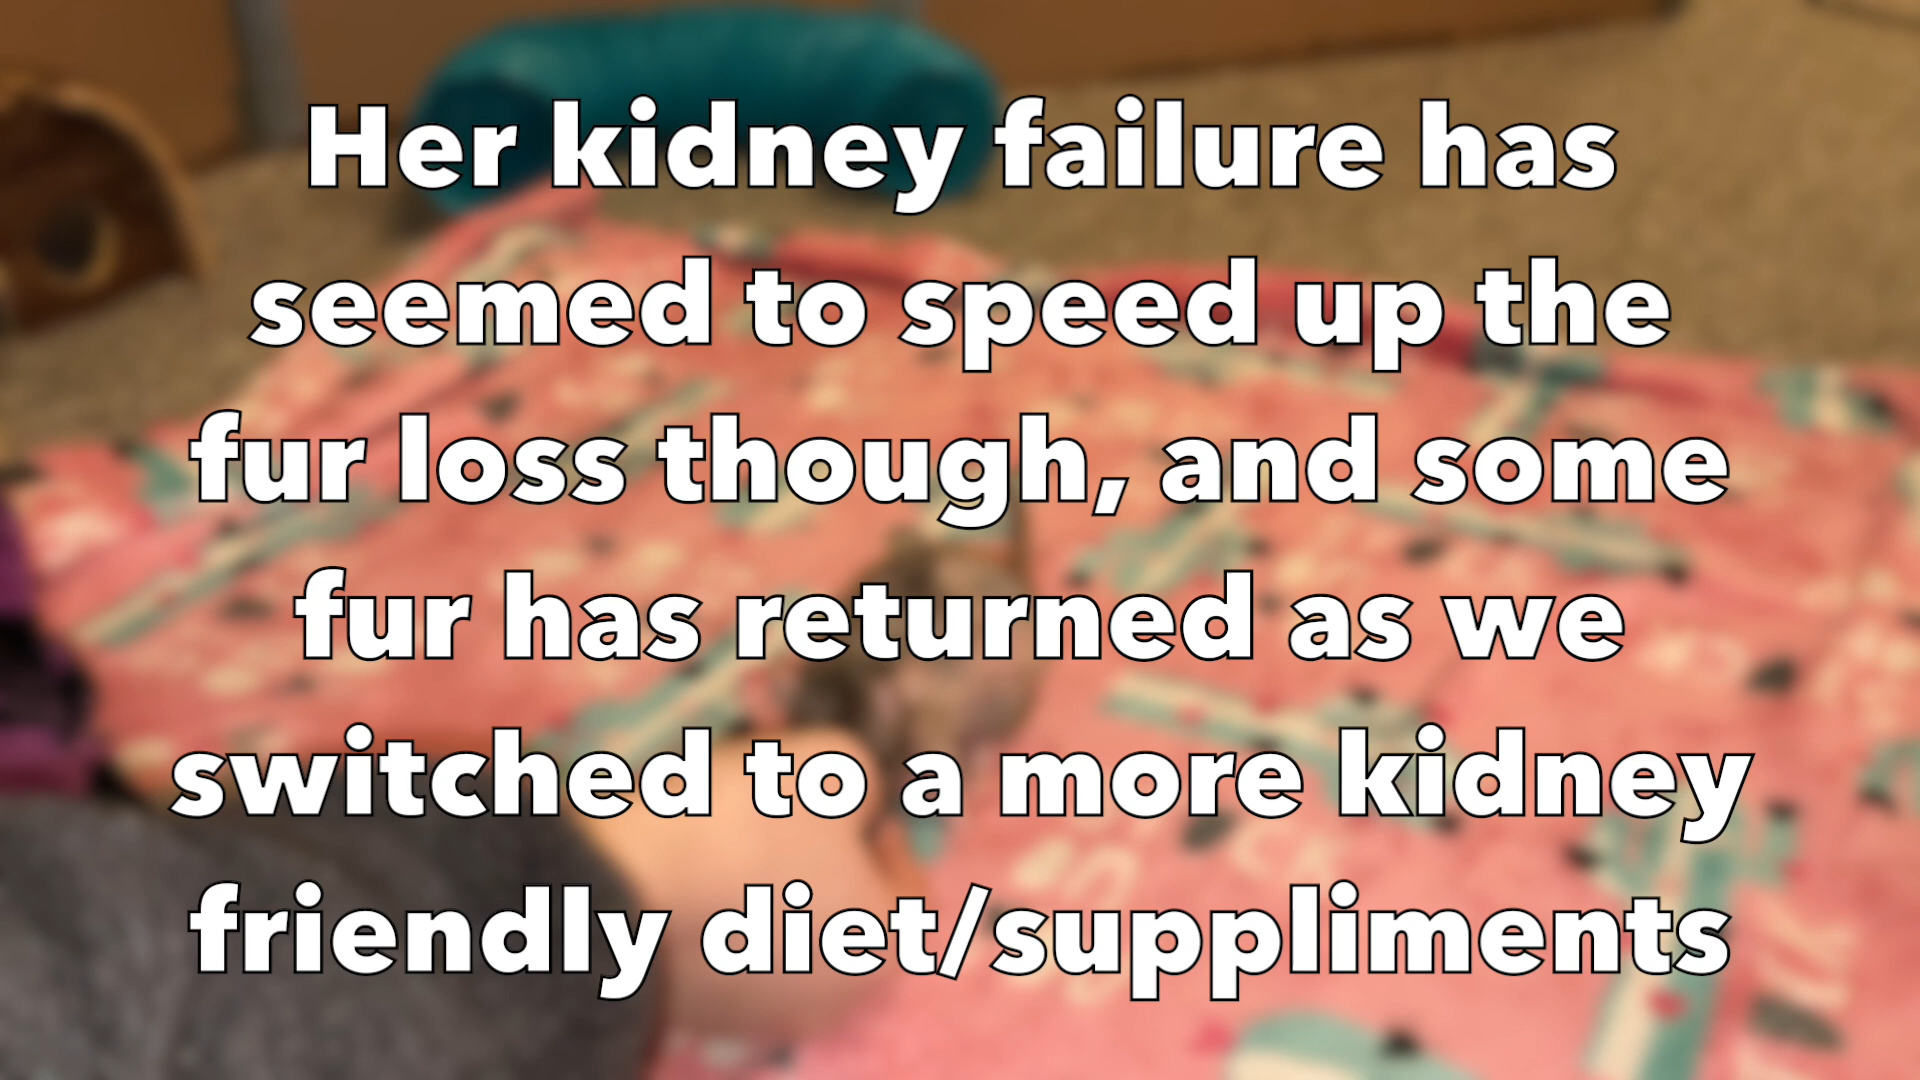 Her kidney failure has
seemed to speed up the
fur loss though, and some
fur has returned as we
switched to a more kidney
friendly diet/suppliments